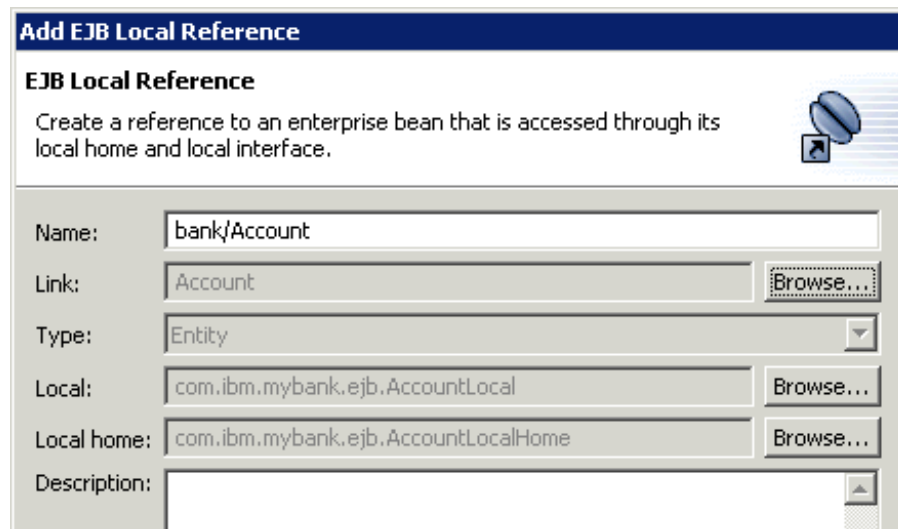 Add EJB Local Reference
EJB Local Reference
Create a reference to an enterprise bean that is accessed through its
local home and local interface.
Name: bank/Account
Link: Account Browse...
Type: Entity
Local: com.ibm.mybank.ejb.AccountLocal Browse...
Local home: com.ibm.mybank.ejb.AccountLocalHome Browse...
Description: